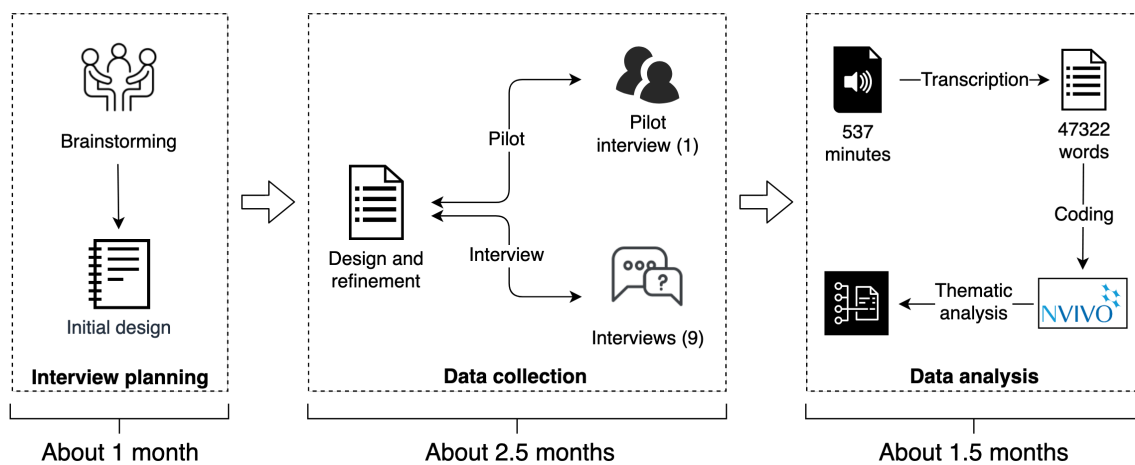 Brainstorming
Initial design
Interview planning
About 1 month
Design and
refinement
Pilot
Interview
Pilot
interview (1)
?
Interviews (9)
Data collection
About 2.5 months
537
minutes
Transcription
47322
words
Coding
NVIVO
Thematic
analysis
Data analysis
About 1.5 months